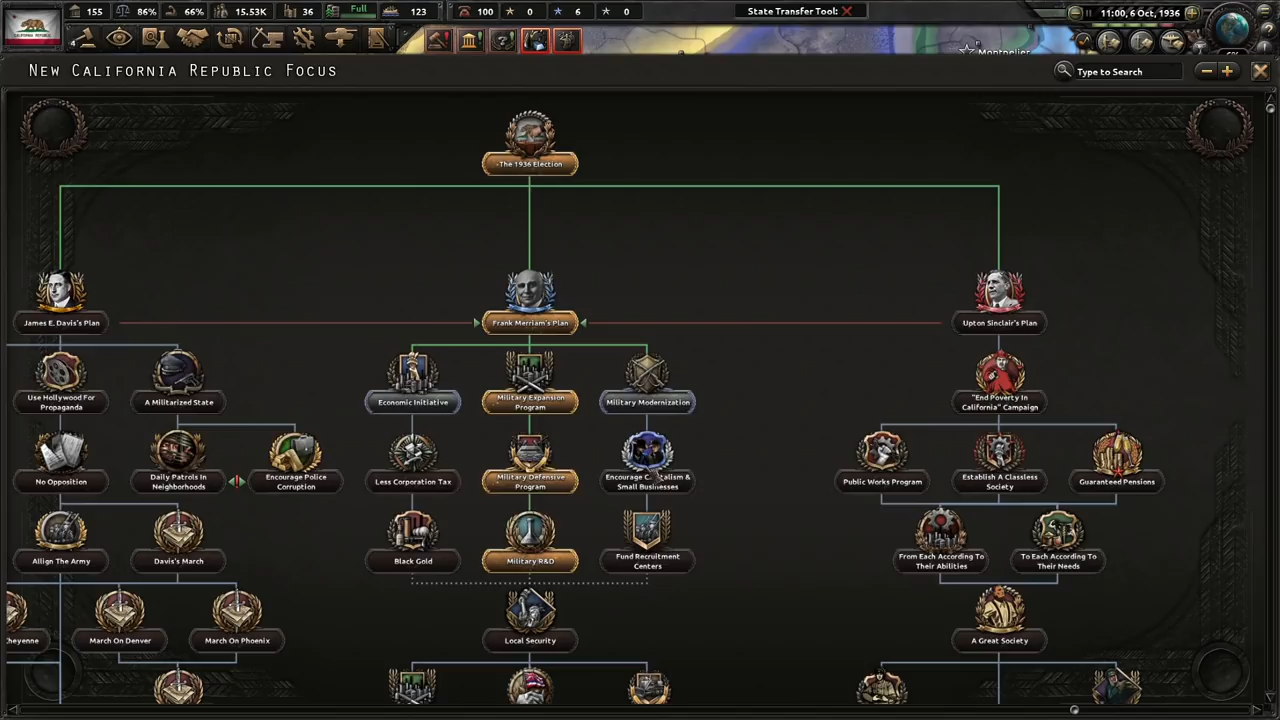 155 86% 66% 15.53K 36 Full 123 100 0 6 0 State Transfer Tool: 11:00, 6 Oct, 1936
CALIFORNIA REPUBLIC
Montpelier
New California Republic Focus Type to Search
The 1936 Election
James E. Davis's Plan Frank Merriam's Plan Upton Sinclair's Plan
Use Hollywood For Propaganda
A Militarized State
Economic Initiative
Military Expansion Program
Military Modernization
"End Poverty In California" Campaign
No Opposition
Daily Patrols In Neighborhoods
Encourage Police Corruption
Less Corporation Tax
Military Defensive Program
Encourage Capitalism & Small Businesses
Public Works Program
Establish A Classless Society
Guaranteed Pensions
Allign The Army
Davis's March
Black Gold
Military R&D
Fund Recruitment Centers
From Each According To Their Abilities
To Each According To Their Needs
Cheyenne
March On Denver
March On Phoenix
Local Security
A Great Society